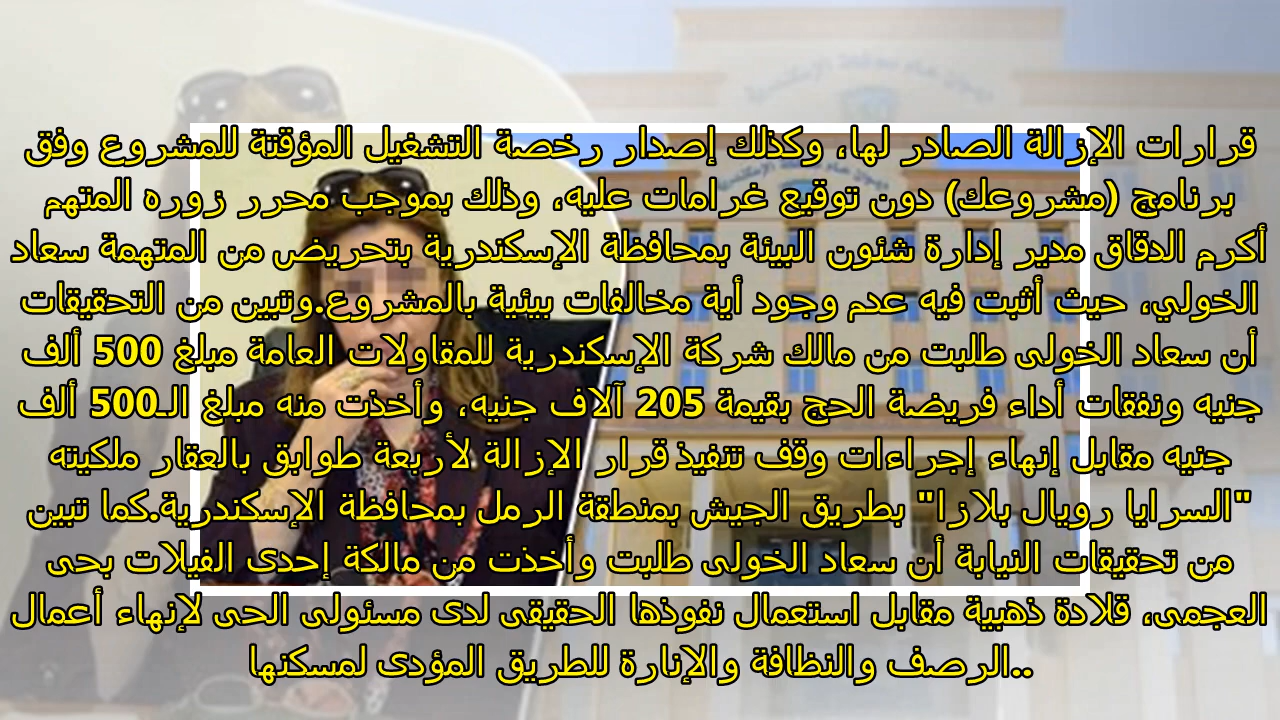 قرارات الإزالة الصادر لها، وكذلك إصدار رخصة التشغيل المؤقتة للمشروع وفق
برنامج (مشروعك) دون توقيع غرامات عليه، وذلك بموجب محرر زوره المتهم
أكرم الدقاق مدير إدارة شئون البيئة بمحافظة الإسكندرية بتحريض من المتهمة سعاد
الخولي، حيث أثبت فيه عدم وجود أية مخالفات بيئية بالمشروع.وتبين من التحقيقات
أن سعاد الخولى طلبت من مالك شركة الإسكندرية للمقاولات العامة مبلغ 500 ألف
جنيه ونفقات أداء فريضة الحج بقيمة 205 آلاف جنيه، وأخذت منه مبلغ الـ500 ألف
جنيه مقابل إنهاء إجراءات وقف تنفيذ قرار الإزالة لأربعة طوابق بالعقار ملكيته
"السرايا رويال بلازا" بطريق الجيش بمنطقة الرمل بمحافظة الإسكندرية.كما تبين
من تحقيقات النيابة أن سعاد الخولى طلبت وأخذت من مالكة إحدى الفيلات بحى
العجمى، قلادة ذهبية مقابل استعمال نفوذها الحقيقى لدى مسئولى الحى لإنهاء أعمال
الرصف والنظافة والإنارة للطريق المؤدى لمسكنها..
ديوان عام محافظة الإسكندرية